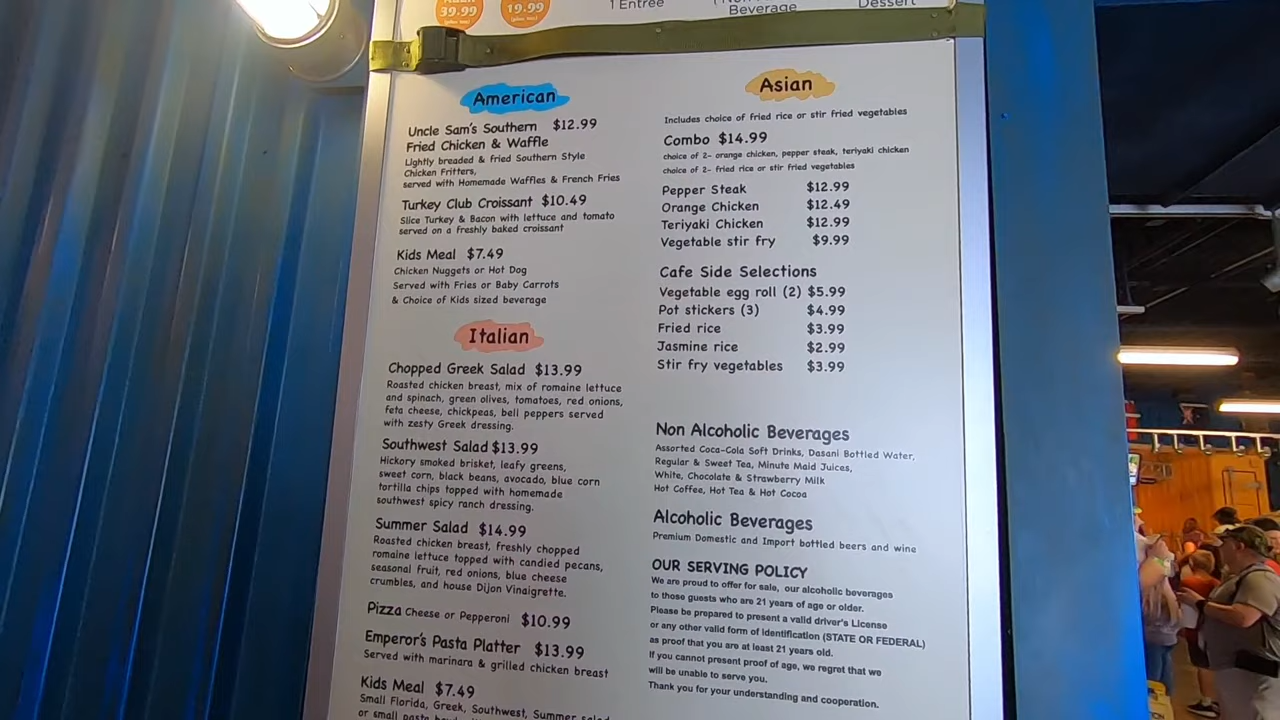 39.99
19.99
1 Entree
Beverage
Dessert
American
Uncle Sam's Southern $12.99
Fried Chicken & Waffle
Lightly breaded & fried Southern Style
Chicken Fritters,
served with Homemade Waffles & French Fries
Turkey Club Croissant $10.49
Slice Turkey & Bacon with lettuce and tomato
served on a freshly baked croissant
Kids Meal $7.49
Chicken Nuggets or Hot Dog
Served with Fries or Baby Carrots
& Choice of Kids sized beverage
Italian
Chopped Greek Salad $13.99
Roasted chicken breast, mix of romaine lettuce
and spinach, green olives, tomatoes, red onions,
feta cheese, chickpeas, bell peppers served
with zesty Greek dressing.
Southwest Salad $13.99
Hickory smoked brisket, leafy greens,
sweet corn, black beans, avocado, blue corn
tortilla chips topped with homemade
southwest spicy ranch dressing.
Summer Salad $14.99
Roasted chicken breast, freshly chopped
romaine lettuce topped with candied pecans,
seasonal fruit, red onions, blue cheese
crumbles, and house Dijon Vinaigrette.
Pizza Cheese or Pepperoni $10.99
Emperor's Pasta Platter $13.99
Served with marinara & grilled chicken breast
Kids Meal $7.49
Small Florida, Greek, Southwest, Summer salad
or small pasta
Asian
Includes choice of fried rice or stir fried vegetables
Combo $14.99
choice of 2- orange chicken, pepper steak, teriyaki chicken
choice of 2- fried rice or stir fried vegetables
Pepper Steak $12.99
Orange Chicken $12.49
Teriyaki Chicken $12.99
Vegetable stir fry $9.99
Cafe Side Selections
Vegetable egg roll (2) $5.99
Pot stickers (3) $4.99
Fried rice $3.99
Jasmine rice $2.99
Stir fry vegetables $3.99
Non Alcoholic Beverages
Assorted Coca-Cola Soft Drinks, Dasani Bottled Water,
Regular & Sweet Tea, Minute Maid Juices,
White, Chocolate & Strawberry Milk
Hot Coffee, Hot Tea & Hot Cocoa
Alcoholic Beverages
Premium Domestic and Import bottled beers and wine
OUR SERVING POLICY
We are proud to offer for sale, our alcoholic beverages
to those guests who are 21 years of age or older.
Please be prepared to present a valid driver's License
or any other valid form of identification (STATE OR FEDERAL)
as proof that you are at least 21 years old.
If you cannot present proof of age, we regret that we
will be unable to serve you.
Thank you for your understanding and cooperation.